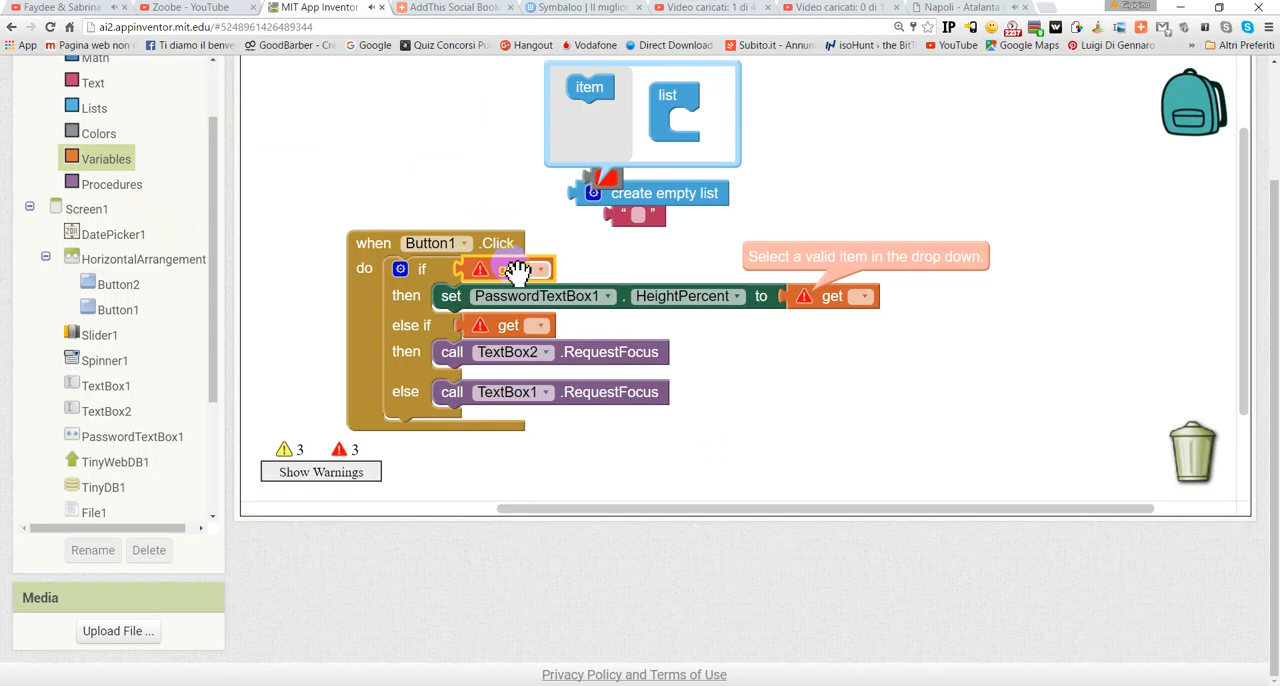 Faydee & Sabrina
Zoobe - YouTube
MIT App Inventor
AddThis Social Book
Symbaloo | Il miglior
Video caricati: 1 di 4
Video caricati: 0 di 1
Napoli - Atalanta
Gigigino
ai2.appinventor.mit.edu/#5248961426489344
IP
2237
App
Pagina web non
Ti diamo il benve
GoodBarber - Cre
Google
Quiz Concorsi Pu
Hangout
Vodafone
Direct Download
Subito.it - Annun
isoHunt › the BitT
YouTube
Google Maps
Luigi Di Gennaro
»
Altri Preferiti
Math
Text
Lists
Colors
Variables
Procedures
Screen1
DatePicker1
HorizontalArrangement
Button2
Button1
Slider1
Spinner1
TextBox1
TextBox2
PasswordTextBox1
TinyWebDB1
TinyDB1
File1
Rename
Delete
Media
Upload File ...
item
list
create empty list
“ ”
when Button1 .Click
do if get
then set PasswordTextBox1 . HeightPercent to get
Select a valid item in the drop down.
else if get
then call TextBox2 .RequestFocus
else call TextBox1 .RequestFocus
3 3
Show Warnings
Privacy Policy and Terms of Use